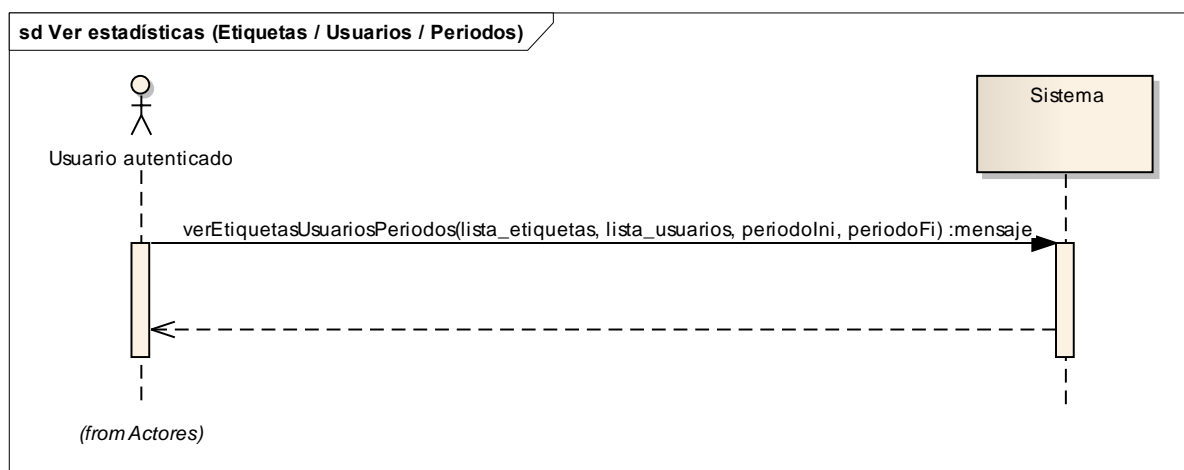 sd Ver estadísticas (Etiquetas / Usuarios / Periodos)
Sistema
Usuario autenticado
verEtiquetasUsuariosPeriodos(lista_etiquetas, lista_usuarios, periodoIni, periodoFi) :mensaje
(from Actores)